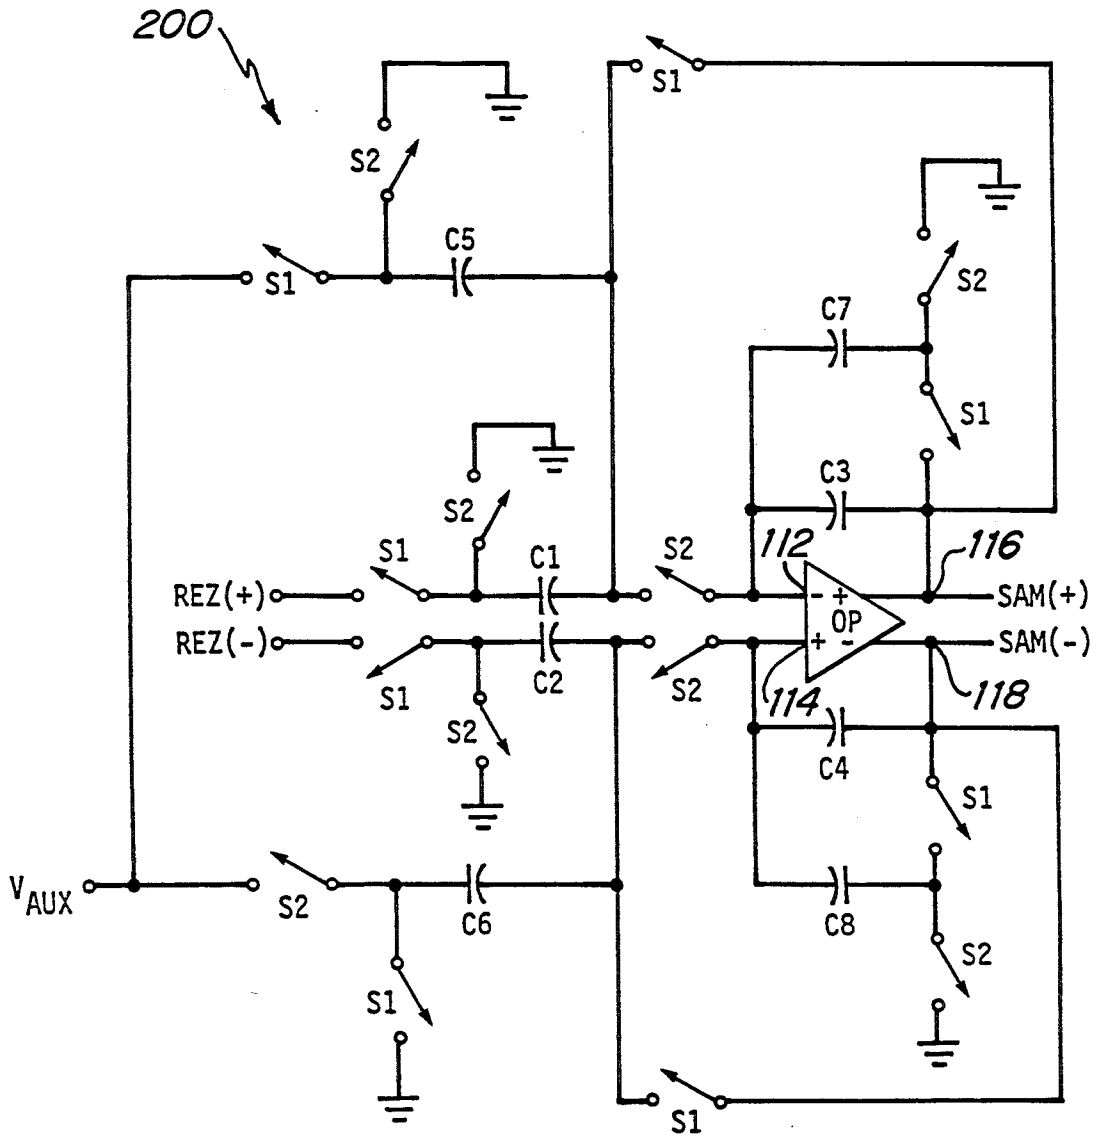 200
S1
S2
C5
S1
S2
C7
S1
C3
S2
S1
C1
S2
112
116
REZ(+)
- +
SAM(+)
OP
REZ(-)
+ -
SAM(-)
S1
C2
S2
114
118
S2
C4
S1
VAUX
S2
C6
C8
S2
S1
S1